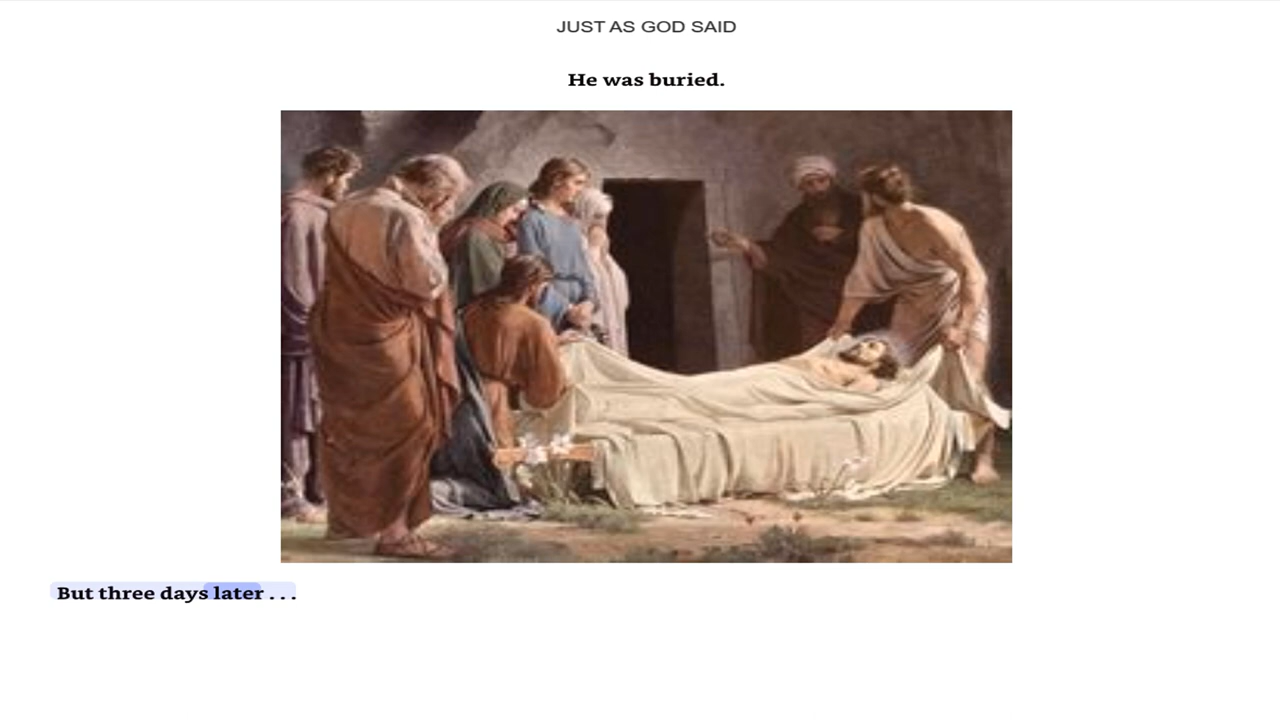 JUST AS GOD SAID
He was buried.
But three days later . . .